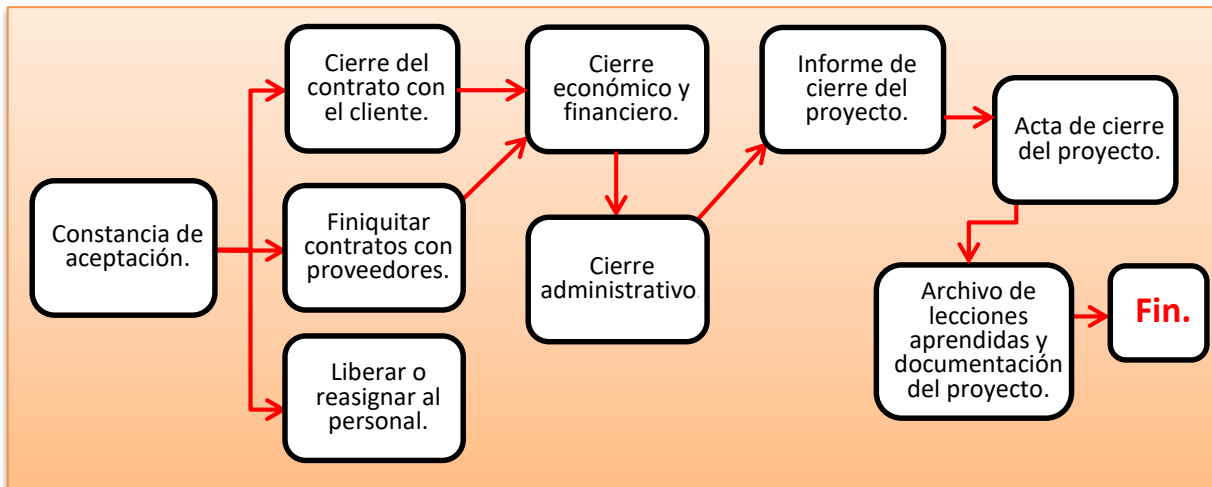 Constancia de
aceptación.
Cierre del
contrato con
el cliente.
Finiquitar
contratos con
proveedores.
Liberar o
reasignar al
personal.
Cierre
económico y
financiero.
Cierre
administrativo.
Informe de
cierre del
proyecto.
Acta de cierre
del proyecto.
Archivo de
lecciones
aprendidas y
documentación
del proyecto.
Fin.